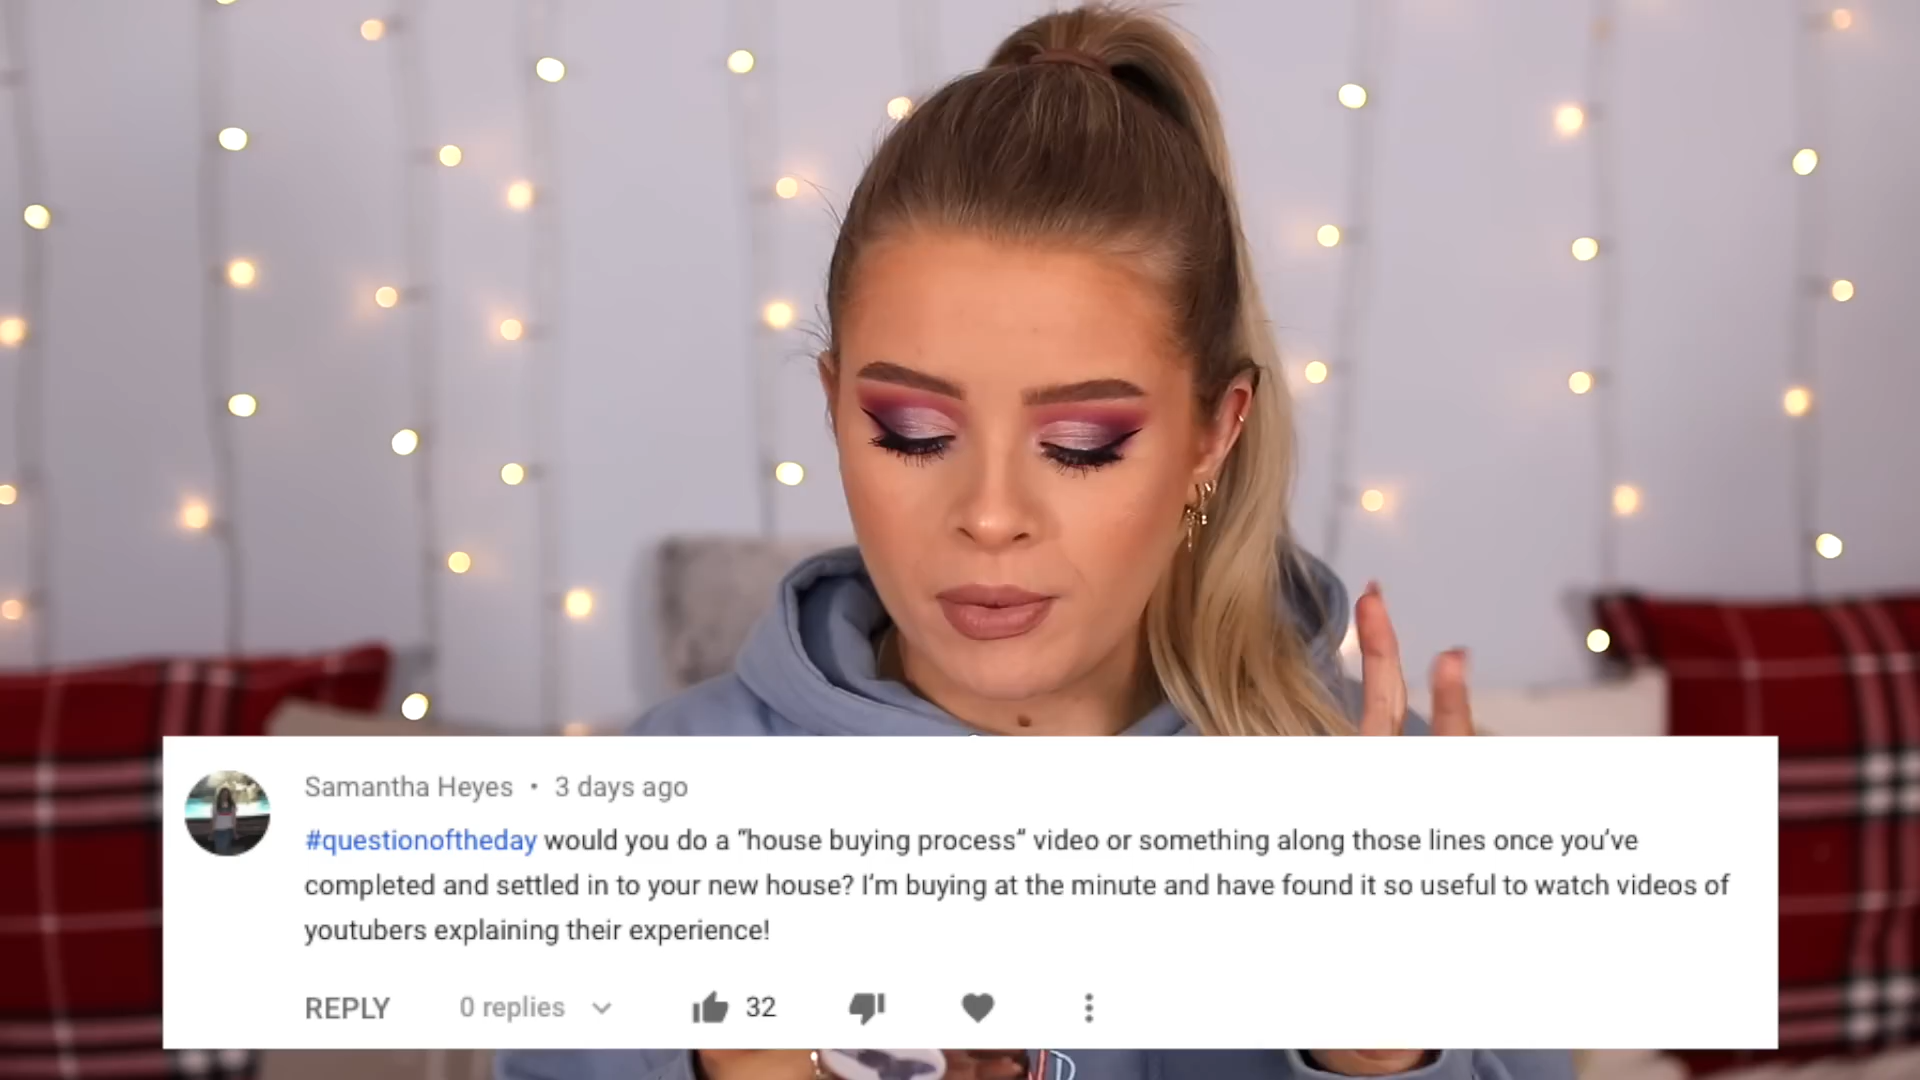 Samantha Heyes • 3 days ago
#questionoftheday would you do a “house buying process“ video or something along those lines once you’ve
completed and settled in to your new house? I’m buying at the minute and have found it so useful to watch videos of
youtubers explaining their experience!
REPLY 0 replies 32